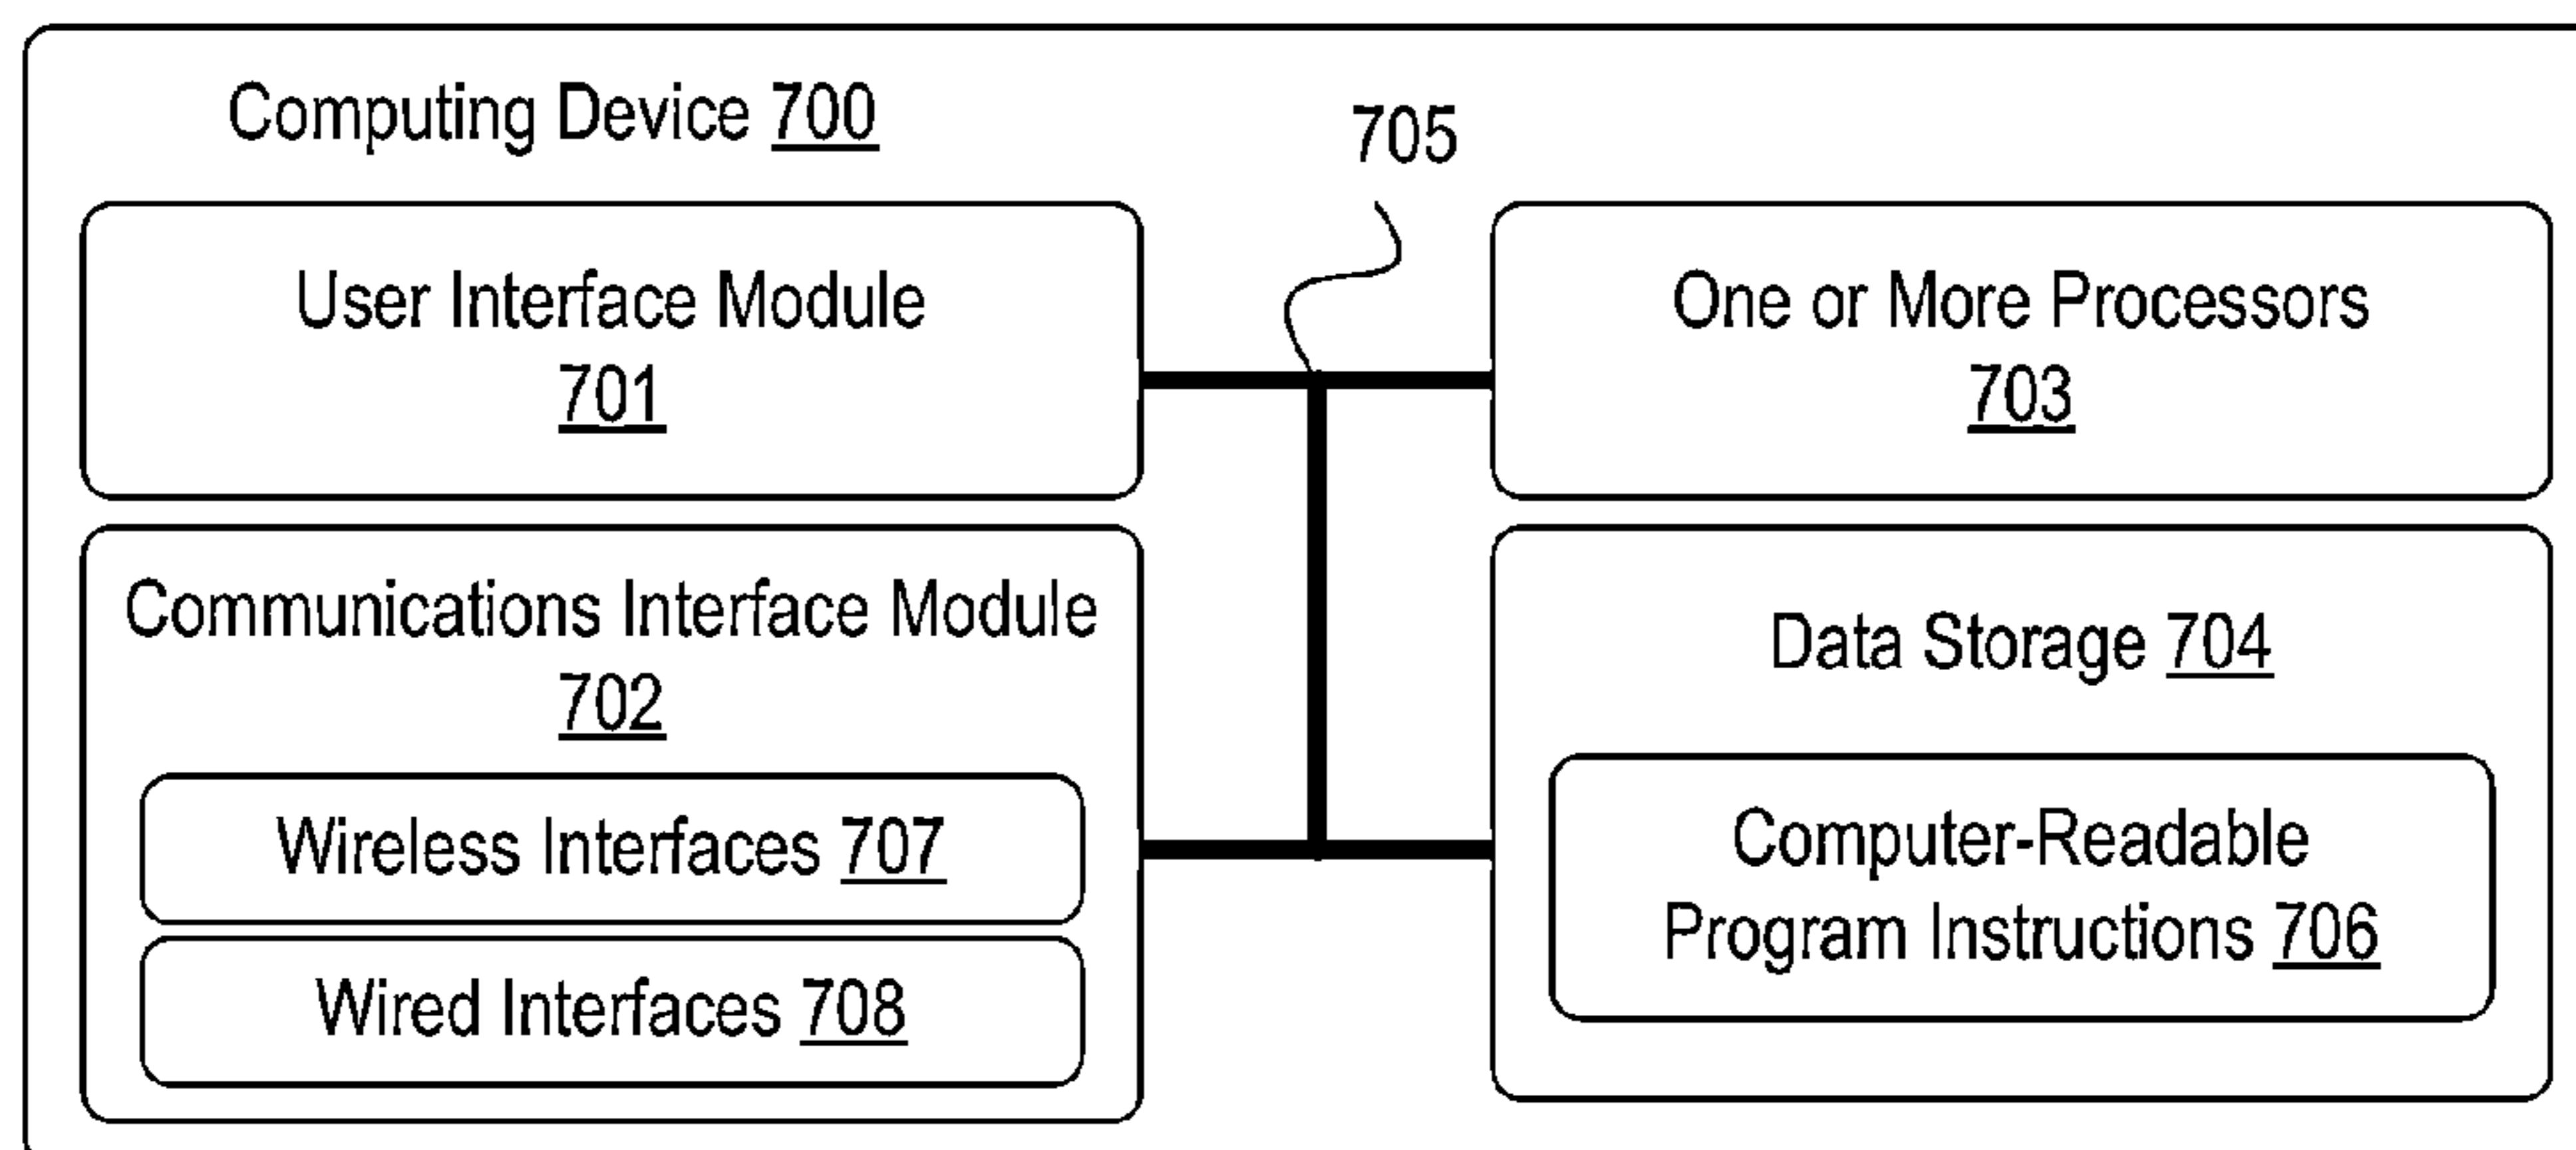 Computing Device 700
705
User Interface Module
701
One or More Processors
703
Communications Interface Module
702
Wireless Interfaces 707
Wired Interfaces 708
Data Storage 704
Computer-Readable
Program Instructions 706